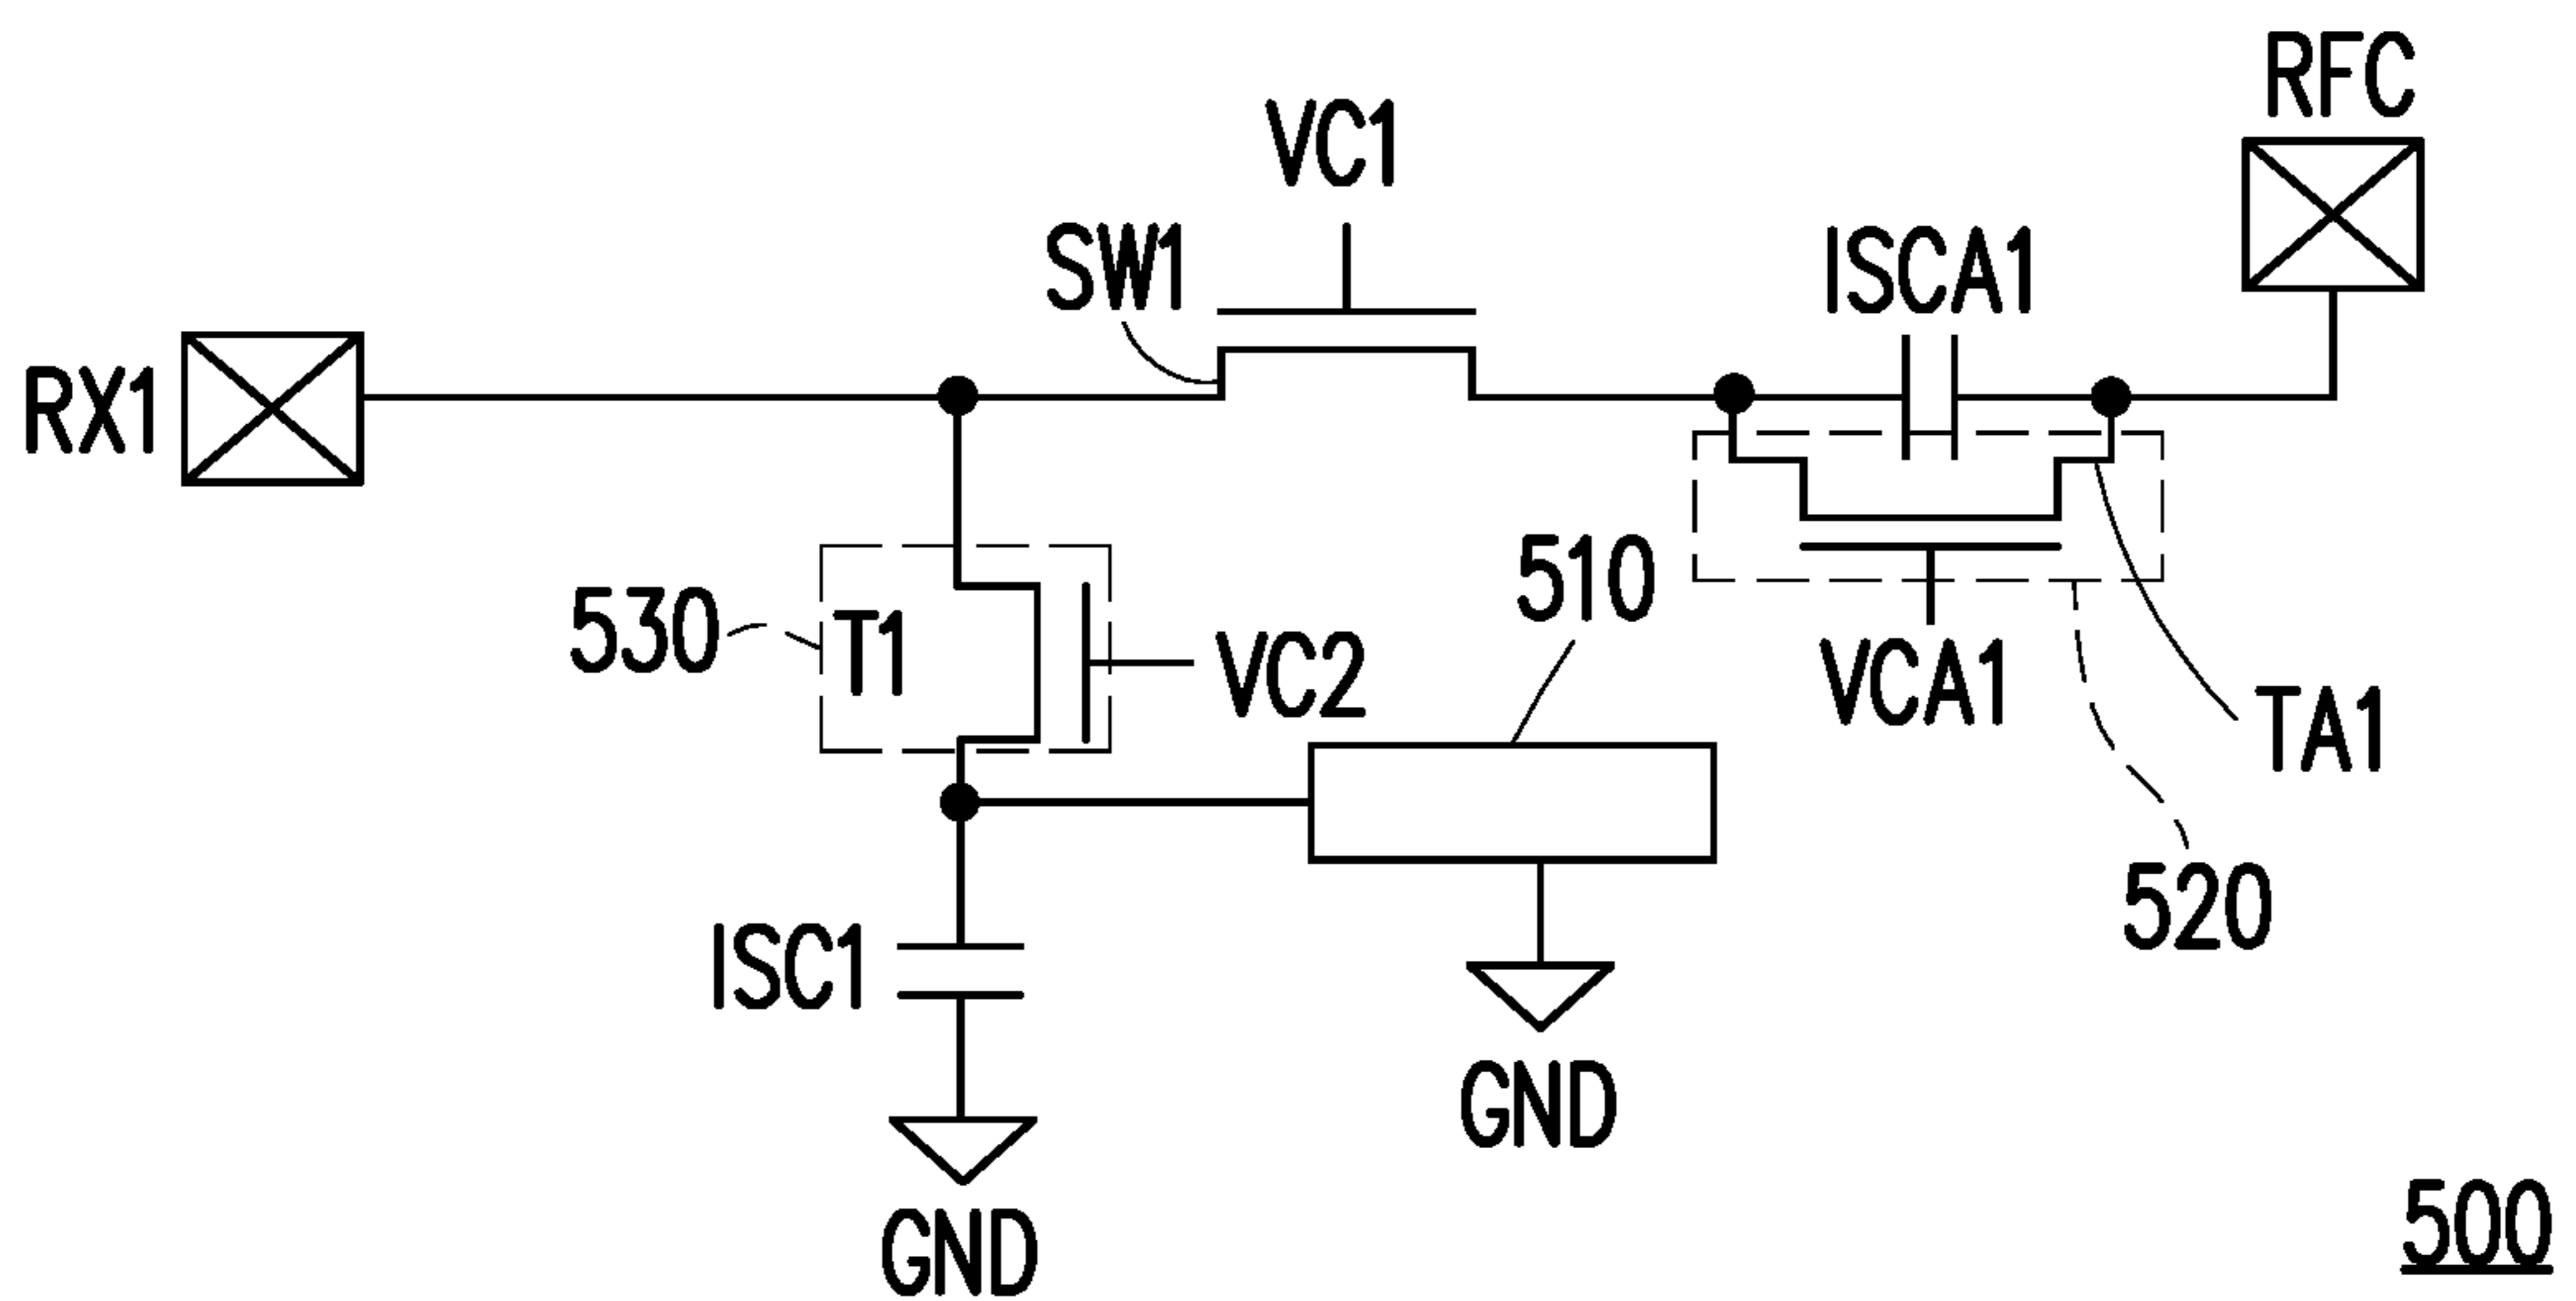 RFC
VC1
SW1
ISCA1
RX1
510
530
T1
VC2
VCA1
TA1
520
ISC1
GND
GND
500